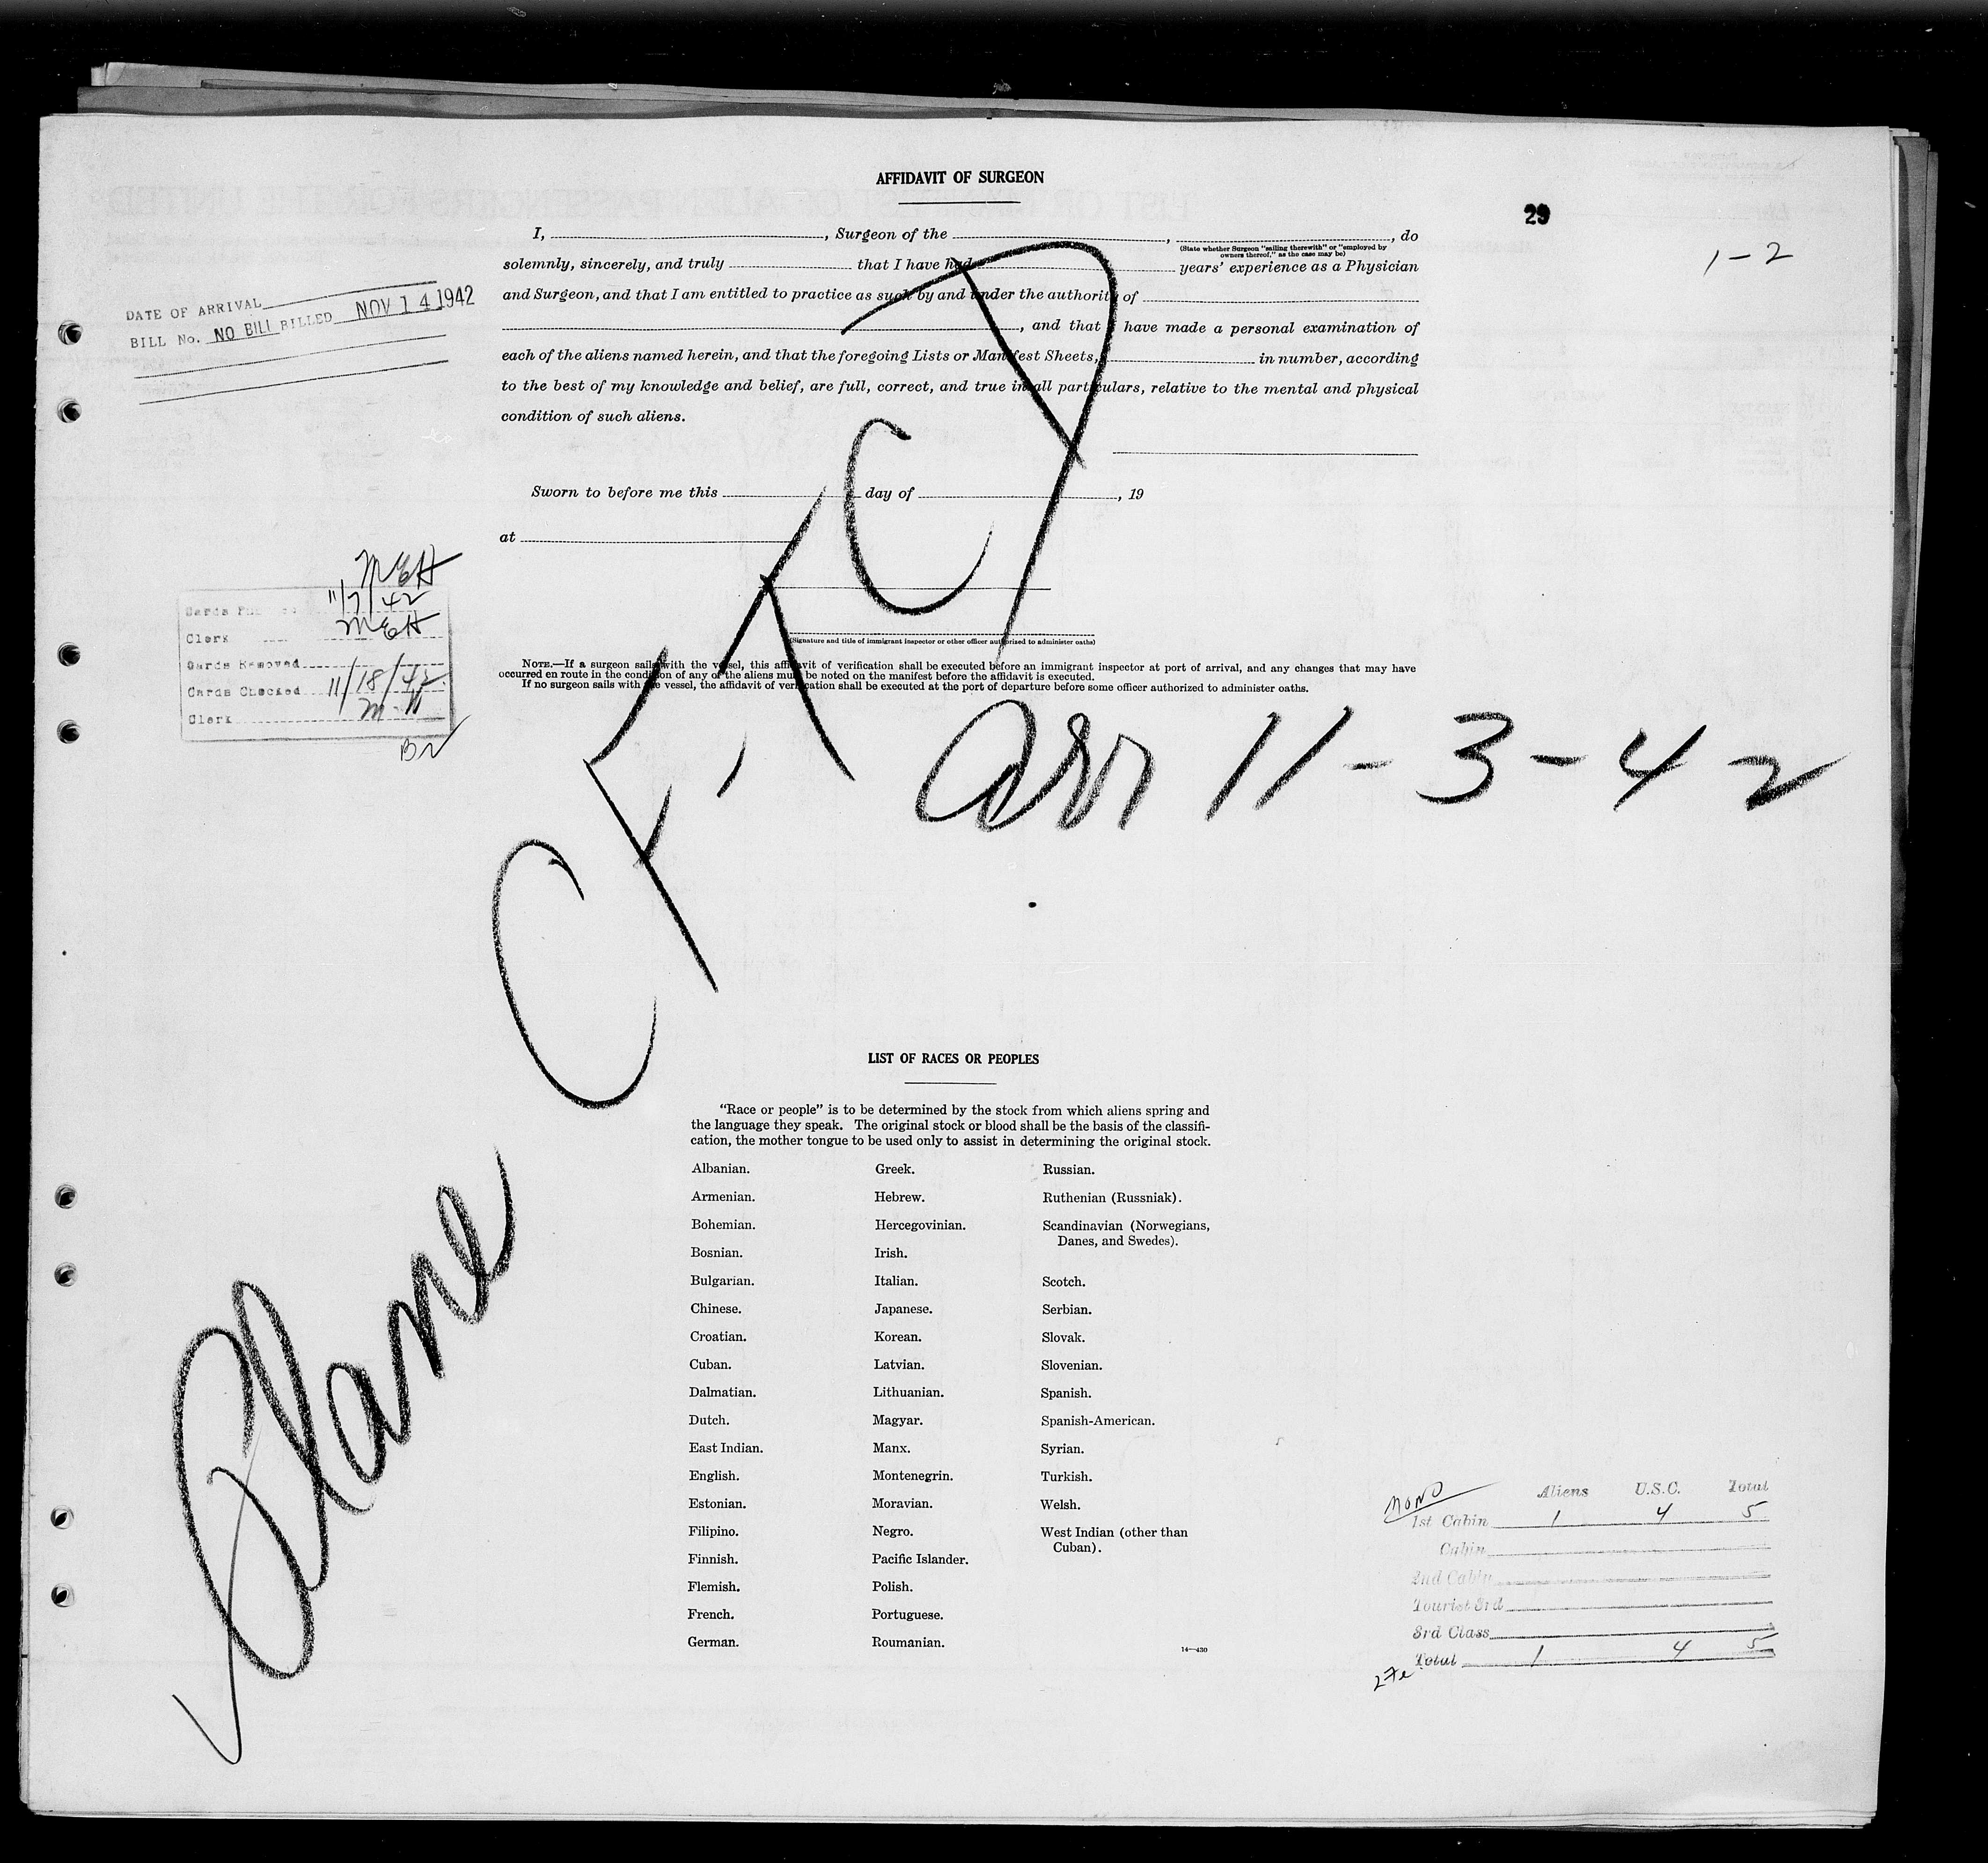 AFFIDAVIT OF SURGEON
29
1-2
I, , Surgeon of the , , do
(State whether Surgeon "sailing therewith" or "employed by
owners thereof," as the case may be)
solemnly, sincerely, and truly that I have had years' experience as a Physician
and Surgeon, and that I am entitled to practice as such by and under the authority of
, and that I have made a personal examination of
each of the aliens named herein, and that the foregoing Lists or Manifest Sheets, in number, according
to the best of my knowledge and belief, are full, correct, and true in all particulars, relative to the mental and physical
condition of such aliens.
DATE OF ARRIVAL
BILL No. NO BILL BILLED NOV 14 1942
Sworn to before me this day of , 19
at
(Signature and title of immigrant inspector or other officer authorized to administer oaths)
NOTE.—If a surgeon sails with the vessel, this affidavit of verification shall be executed before an immigrant inspector at port of arrival, and any changes that may have
occurred en route in the condition of any of the aliens must be noted on the manifest before the affidavit is executed.
If no surgeon sails with the vessel, the affidavit of verification shall be executed at the port of departure before some officer authorized to administer oaths.
MEH
Cards 11/7/42
Clerk MEH
Cards Removed
Cards Checked 11/18/42
Clerk M.H
Plane
arr 11-3-42
LIST OF RACES OR PEOPLES
"Race or people" is to be determined by the stock from which aliens spring and
the language they speak. The original stock or blood shall be the basis of the classifi-
cation, the mother tongue to be used only to assist in determining the original stock.
Albanian.
Armenian.
Bohemian.
Bosnian.
Bulgarian.
Chinese.
Croatian.
Cuban.
Dalmatian.
Dutch.
East Indian.
English.
Estonian.
Filipino.
Finnish.
Flemish.
French.
German.
Greek.
Hebrew.
Hercegovinian.
Irish.
Italian.
Japanese.
Korean.
Latvian.
Lithuanian.
Magyar.
Manx.
Montenegrin.
Moravian.
Negro.
Pacific Islander.
Polish.
Portuguese.
Roumanian.
Russian.
Ruthenian (Russniak).
Scandinavian (Norwegians,
Danes, and Swedes).
Scotch.
Serbian.
Slovak.
Slovenian.
Spanish.
Spanish-American.
Syrian.
Turkish.
Welsh.
West Indian (other than
Cuban).
14—430
Aliens U.S.C. Total
1st Cabin 1 4 5
Cabin
2nd Cabin
Tourist 3rd
3rd Class
Total 1 4 5